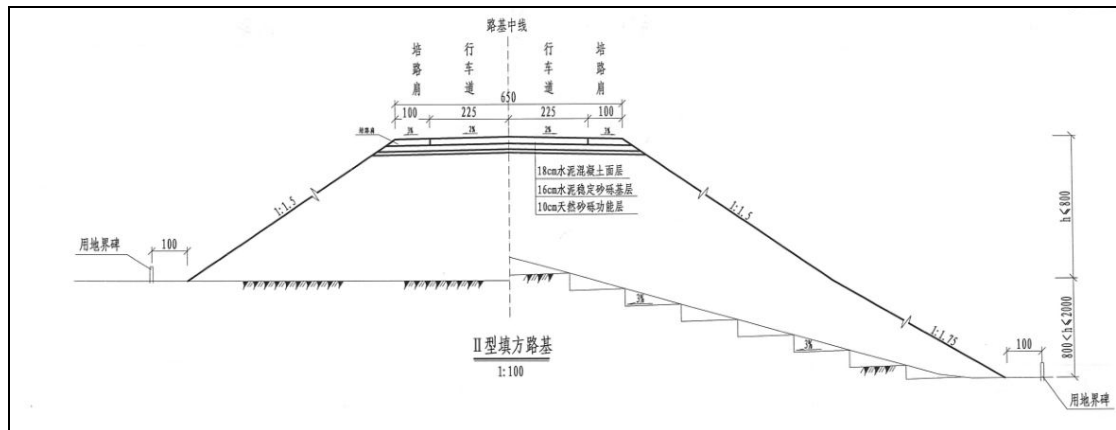 路基中线
培路肩
行车道
行车道
培路肩
650
100
225
225
100
3%
2%
2%
3%
培路肩
18cm水泥混凝土面层
16cm水泥稳定砂砾基层
10cm天然砂砾功能层
1:1.5
1:1.5
h≤800
用地界碑
100
3%
3%
800<h≤2000
1:1.75
100
用地界碑
II型填方路基
1:100